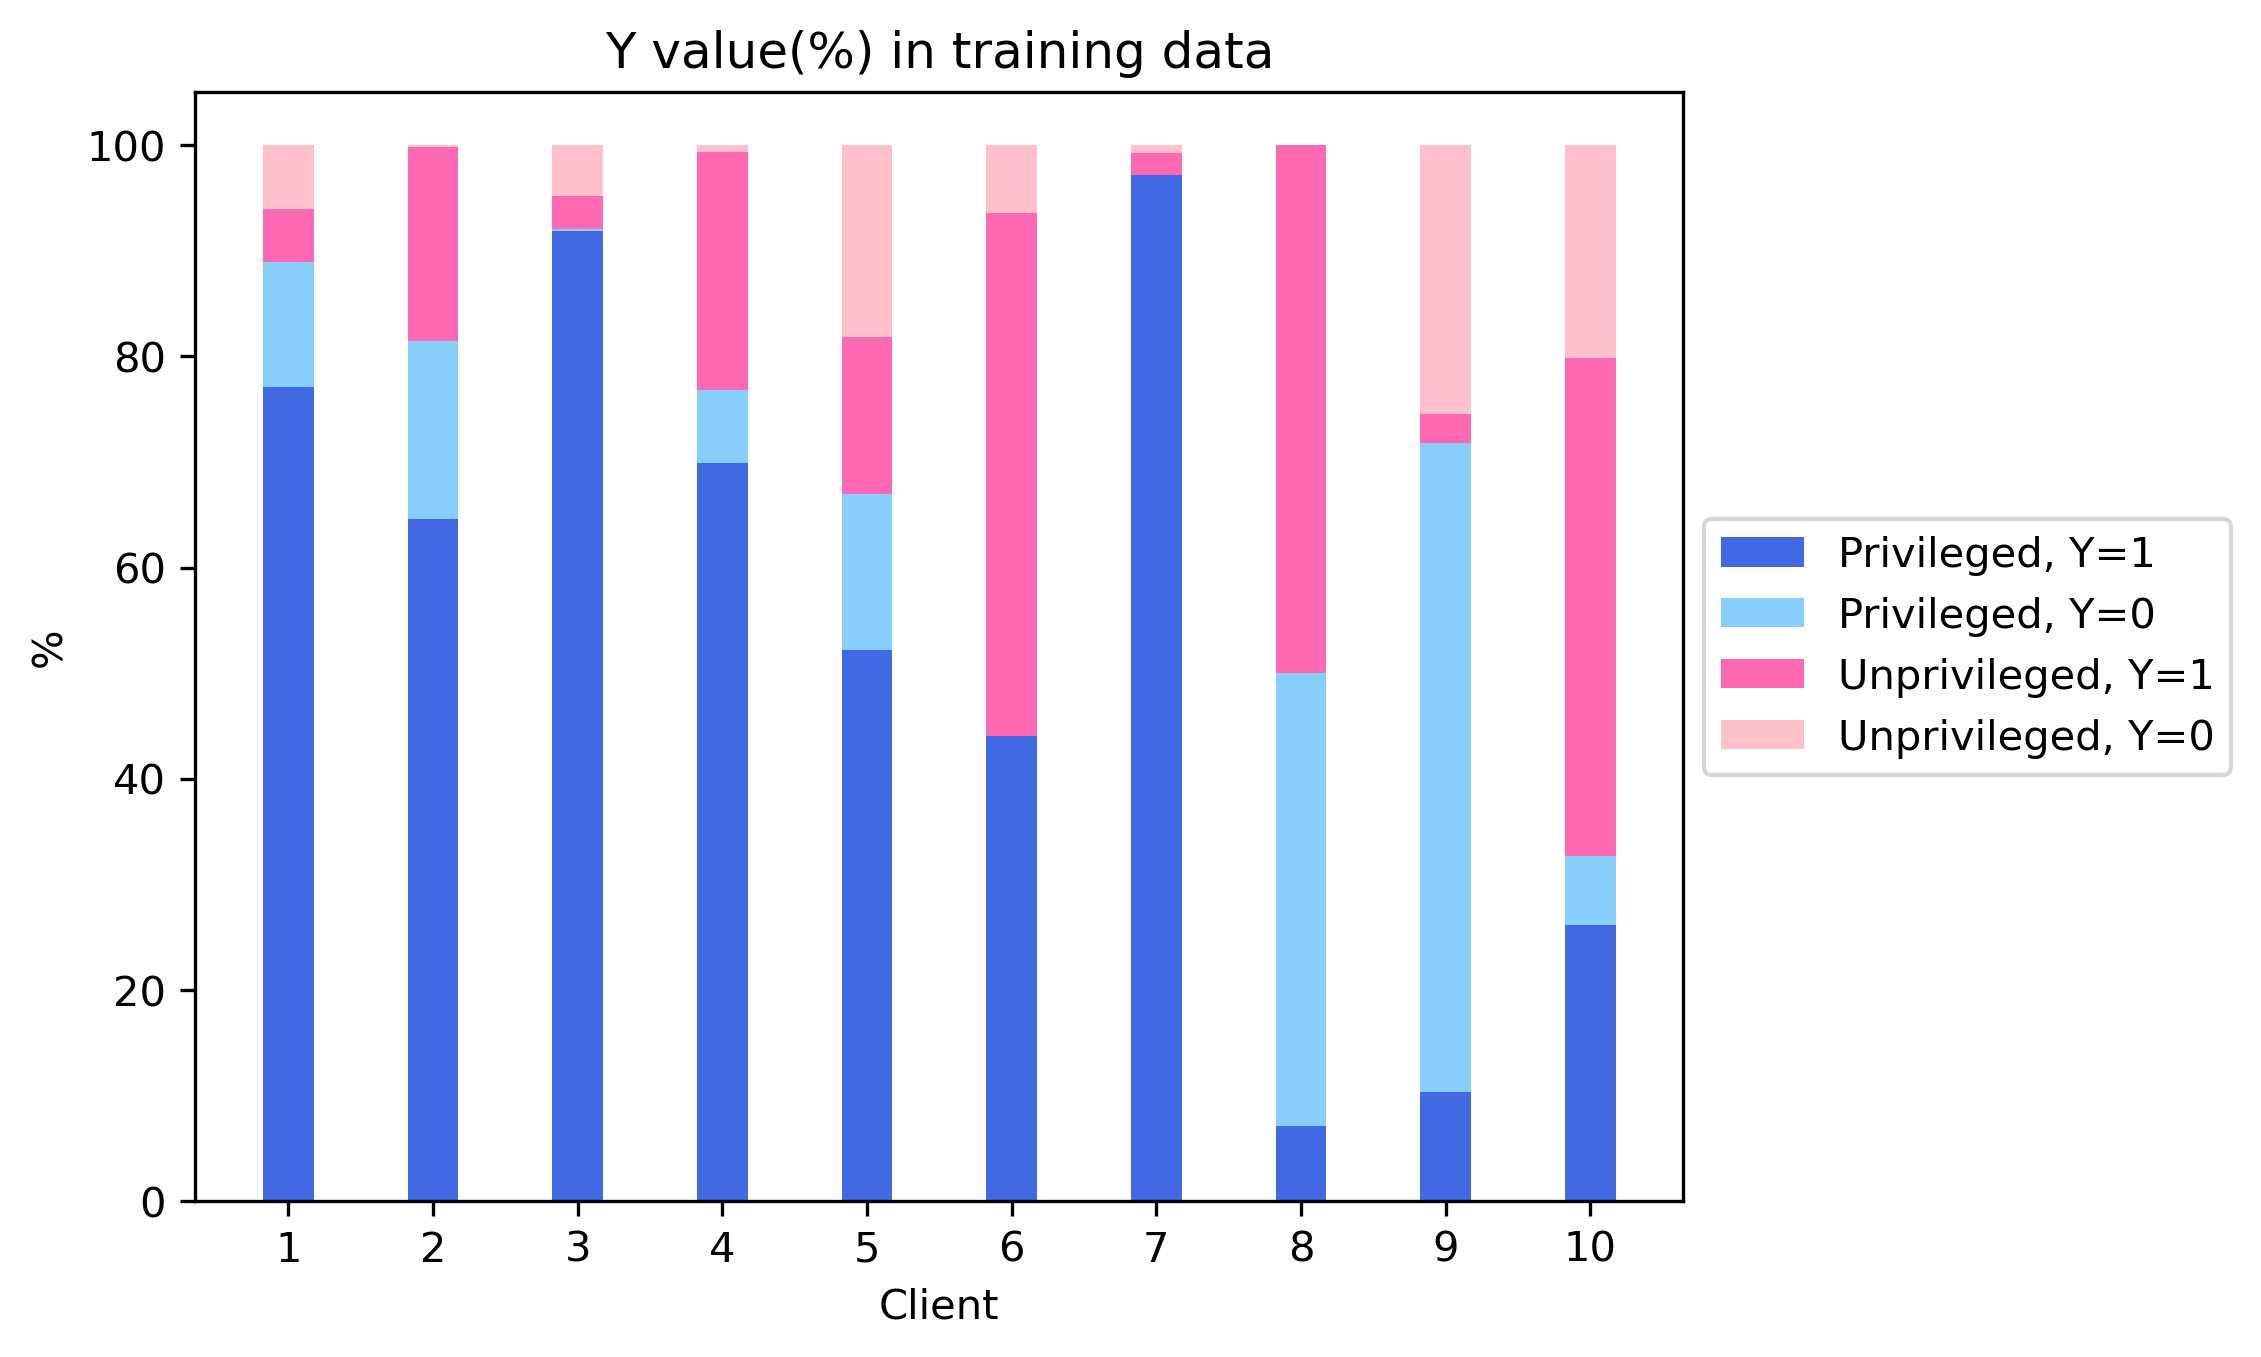 Y value(%) in training data
100
80
60
40
20
0
%
1 2 3 4 5 6 7 8 9 10
Client
Privileged, Y=1
Privileged, Y=0
Unprivileged, Y=1
Unprivileged, Y=0